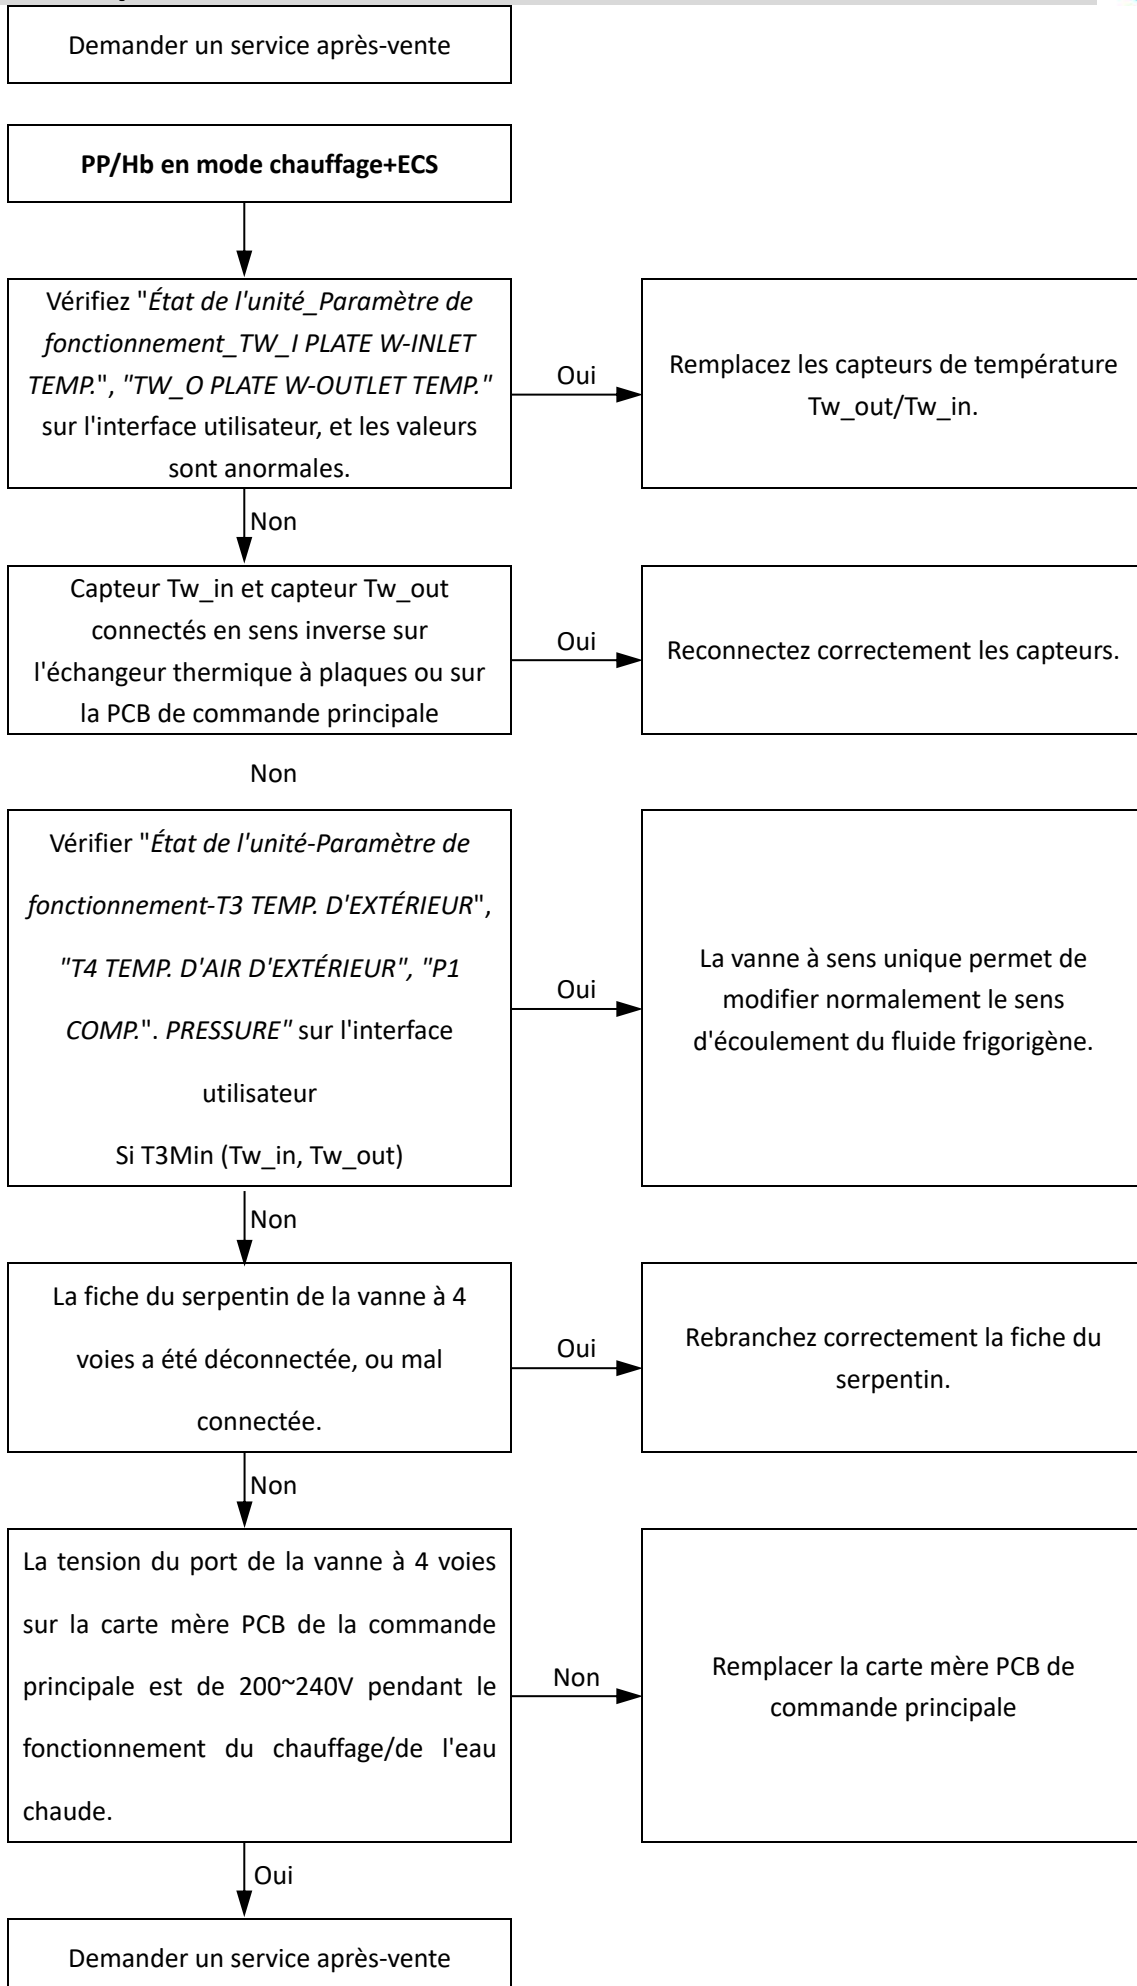 Demander un service après-vente
PP/Hb en mode chauffage+ECS
Vérifiez "État de l'unité_Paramètre de
fonctionnement_TW_I PLATE W-INLET
TEMP.", "TW_O PLATE W-OUTLET TEMP."
sur l'interface utilisateur, et les valeurs
sont anormales.
Oui
Remplacez les capteurs de température
Tw_out/Tw_in.
Non
Capteur Tw_in et capteur Tw_out
connectés en sens inverse sur
l'échangeur thermique à plaques ou sur
la PCB de commande principale
Oui
Reconnectez correctement les capteurs.
Non
Vérifier "État de l'unité-Paramètre de
fonctionnement-T3 TEMP. D'EXTÉRIEUR",
"T4 TEMP. D'AIR D'EXTÉRIEUR", "P1
COMP.". PRESSURE" sur l'interface
utilisateur
Si T3Min (Tw_in, Tw_out)
Oui
La vanne à sens unique permet de
modifier normalement le sens
d'écoulement du fluide frigorigène.
Non
La fiche du serpentin de la vanne à 4
voies a été déconnectée, ou mal
connectée.
Oui
Rebranchez correctement la fiche du
serpentin.
Non
La tension du port de la vanne à 4 voies
sur la carte mère PCB de la commande
principale est de 200~240V pendant le
fonctionnement du chauffage/de l'eau
chaude.
Non
Remplacer la carte mère PCB de
commande principale
Oui
Demander un service après-vente